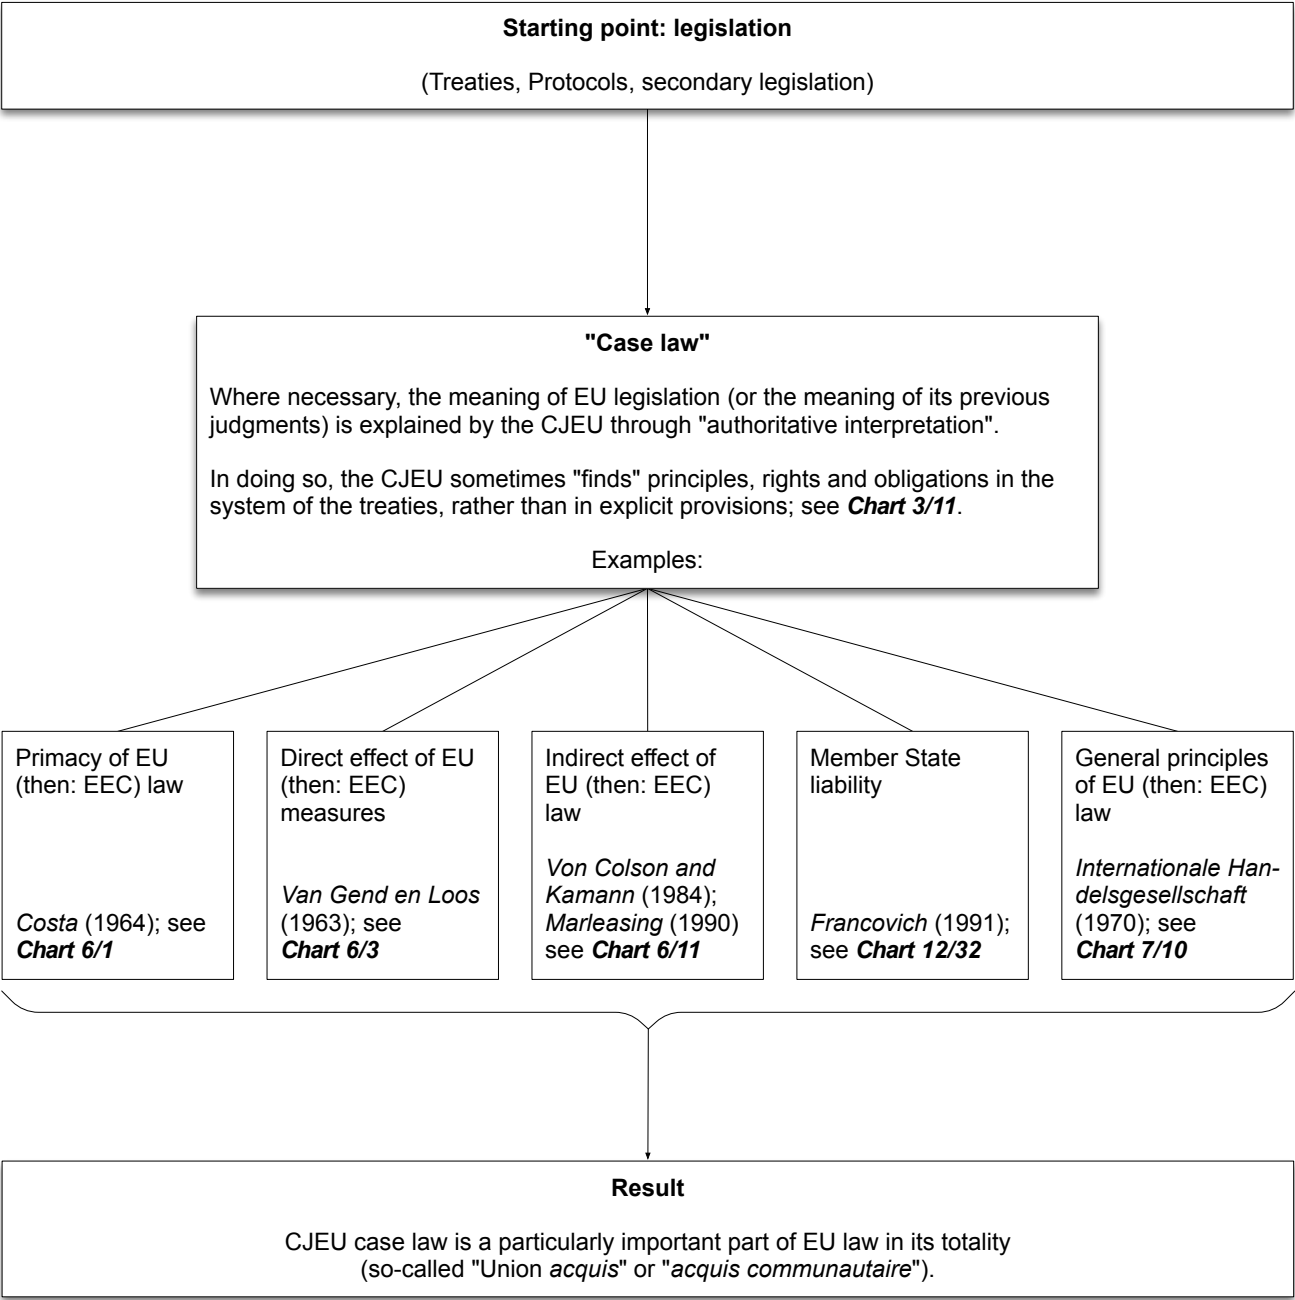 Starting point: legislation
(Treaties, Protocols, secondary legislation)
"Case law"
Where necessary, the meaning of EU legislation (or the meaning of its previous
judgments) is explained by the CJEU through "authoritative interpretation".
In doing so, the CJEU sometimes "finds" principles, rights and obligations in the
system of the treaties, rather than in explicit provisions; see Chart 3/11.
Examples:
Primacy of EU
(then: EEC) law
Costa (1964); see
Chart 6/1
Direct effect of EU
(then: EEC)
measures
Van Gend en Loos
(1963); see
Chart 6/3
Indirect effect of
EU (then: EEC)
law
Von Colson and
Kamann (1984);
Marleasing (1990)
see Chart 6/11
Member State
liability
Francovich (1991);
see Chart 12/32
General principles
of EU (then: EEC)
law
Internationale Han-
delsgesellschaft
(1970); see
Chart 7/10
Result
CJEU case law is a particularly important part of EU law in its totality
(so-called "Union acquis" or "acquis communautaire").